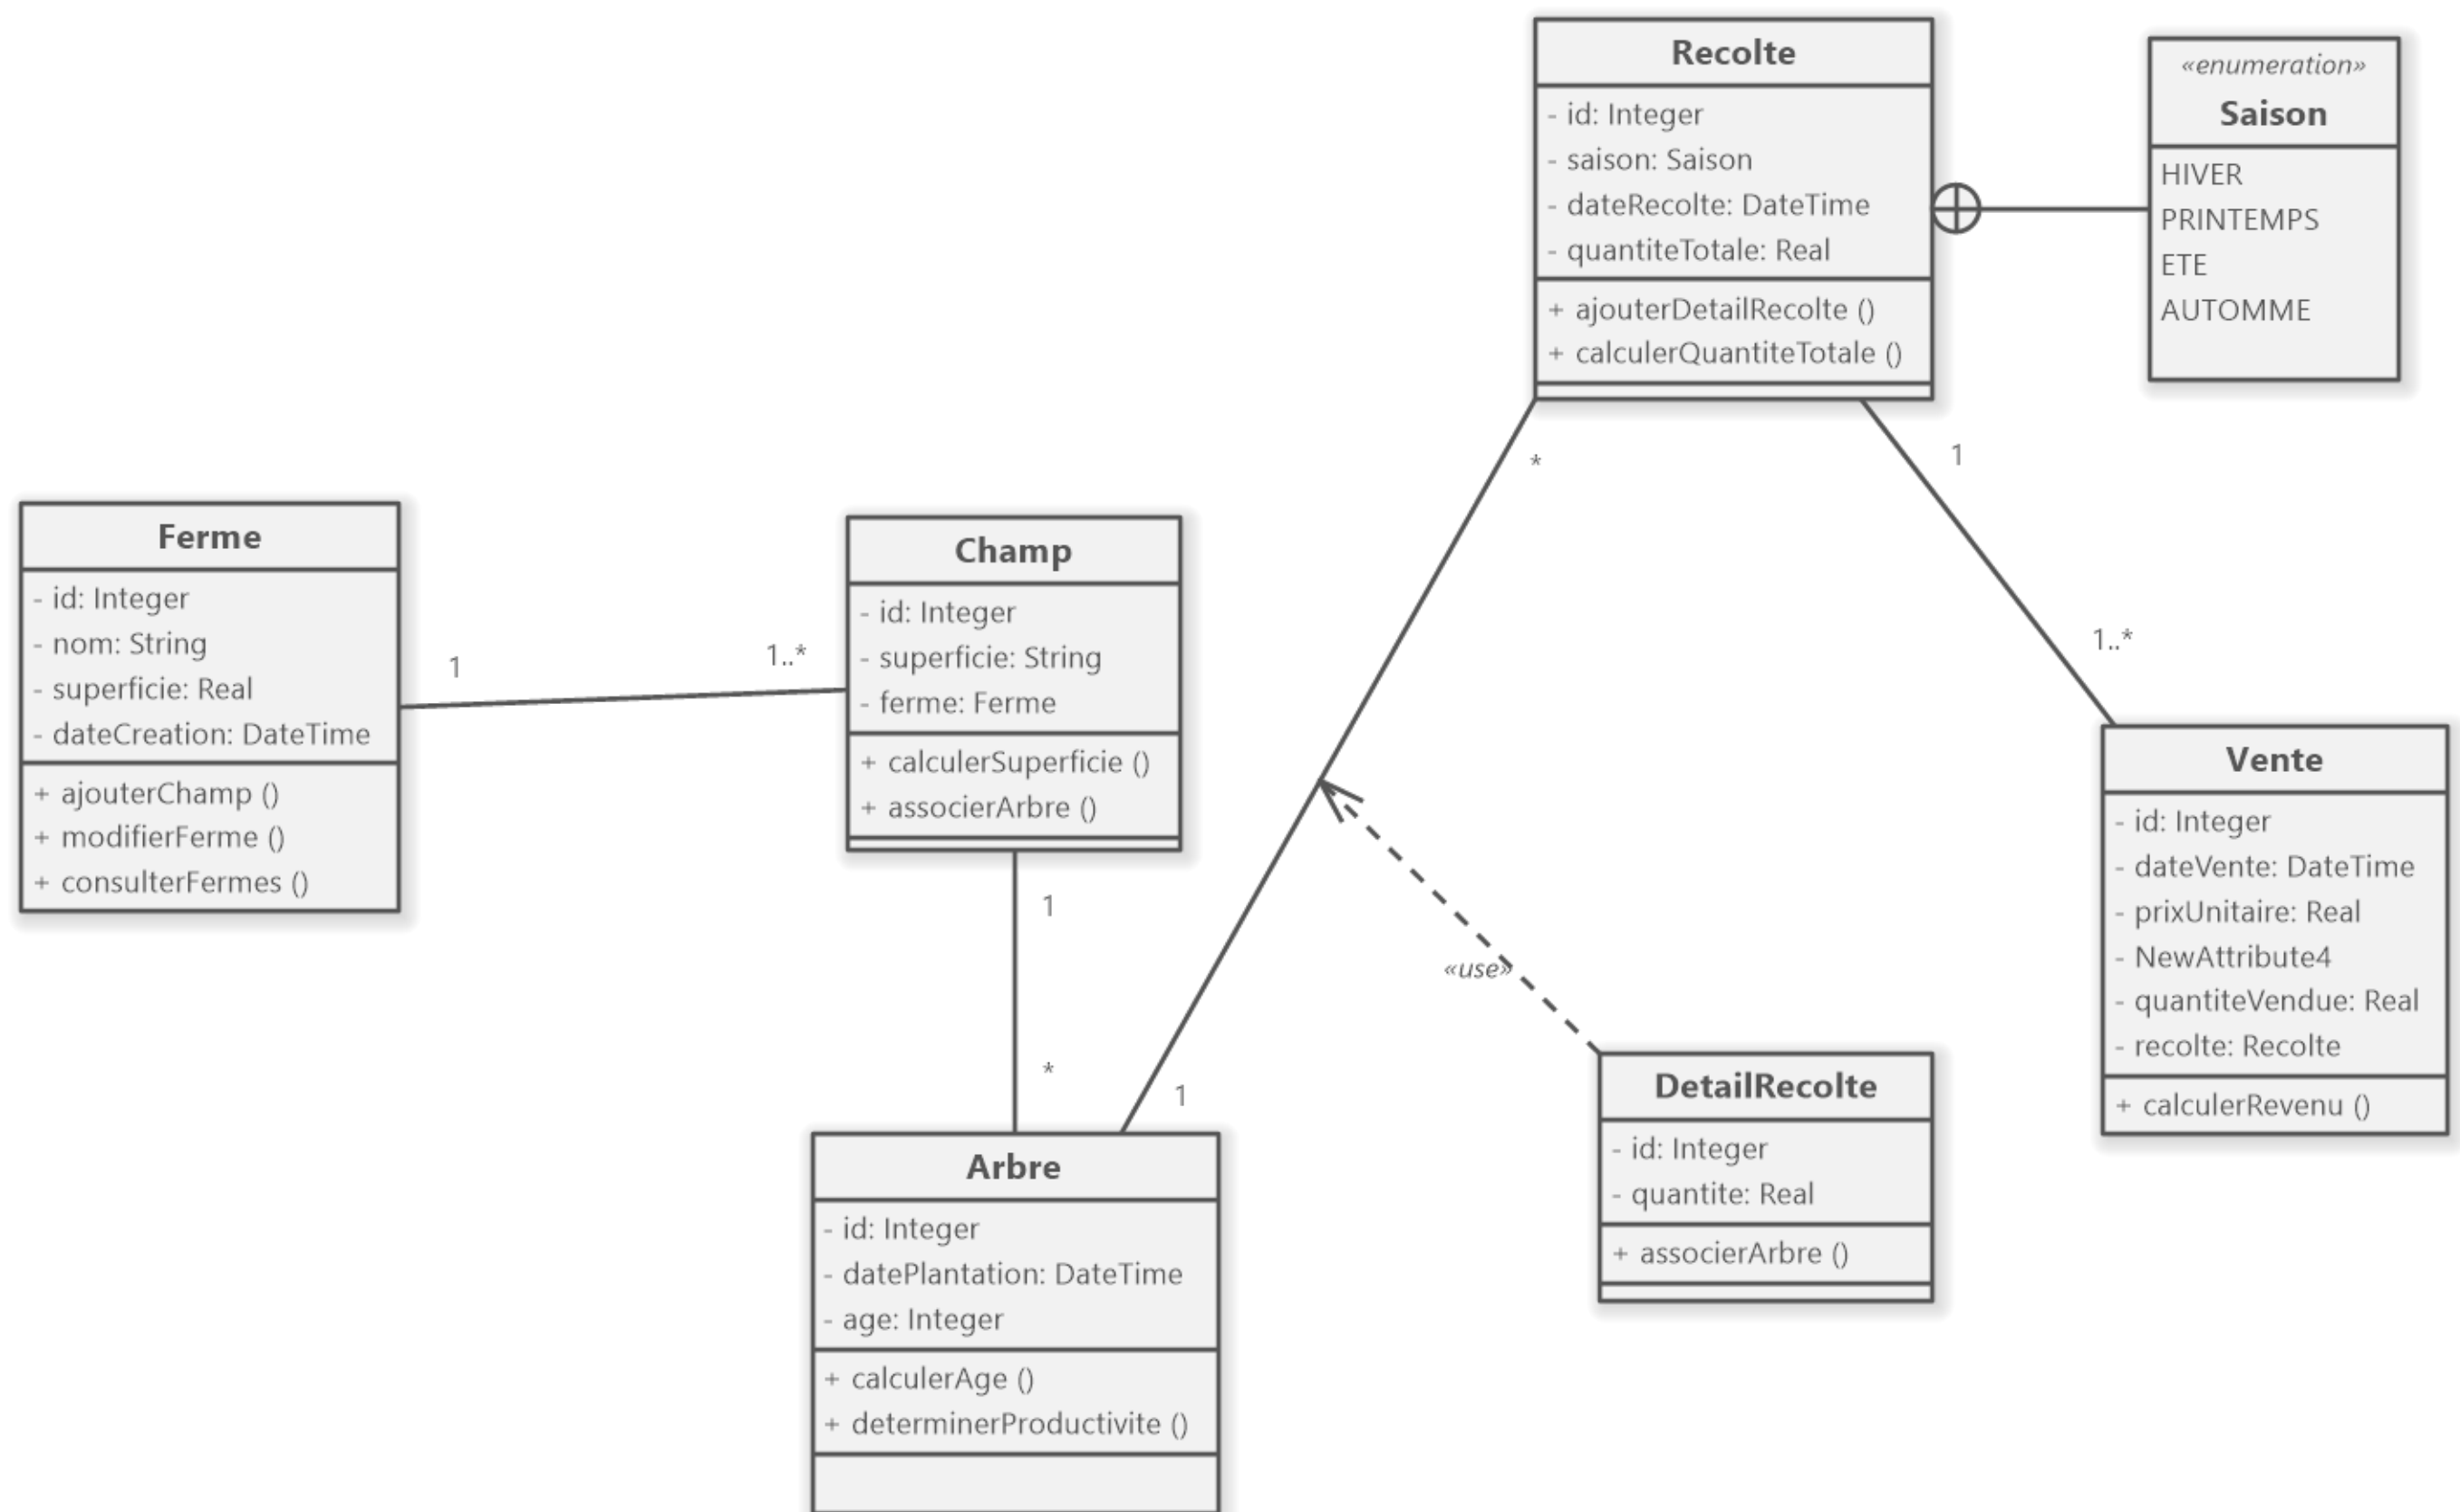 Recolte
- id: Integer
- saison: Saison
- dateRecolte: DateTime
- quantiteTotale: Real
+ ajouterDetailRecolte ()
+ calculerQuantiteTotale ()
«enumeration»
Saison
HIVER
PRINTEMPS
ETE
AUTOMME
*
1
1..*
Ferme
- id: Integer
- nom: String
- superficie: Real
- dateCreation: DateTime
+ ajouterChamp ()
+ modifierFerme ()
+ consulterFermes ()
1
1..*
Champ
- id: Integer
- superficie: String
- ferme: Ferme
+ calculerSuperficie ()
+ associerArbre ()
1
*
1
«use»
Vente
- id: Integer
- dateVente: DateTime
- prixUnitaire: Real
- NewAttribute4
- quantiteVendue: Real
- recolte: Recolte
+ calculerRevenu ()
DetailRecolte
- id: Integer
- quantite: Real
+ associerArbre ()
Arbre
- id: Integer
- datePlantation: DateTime
- age: Integer
+ calculerAge ()
+ determinerProductivite ()